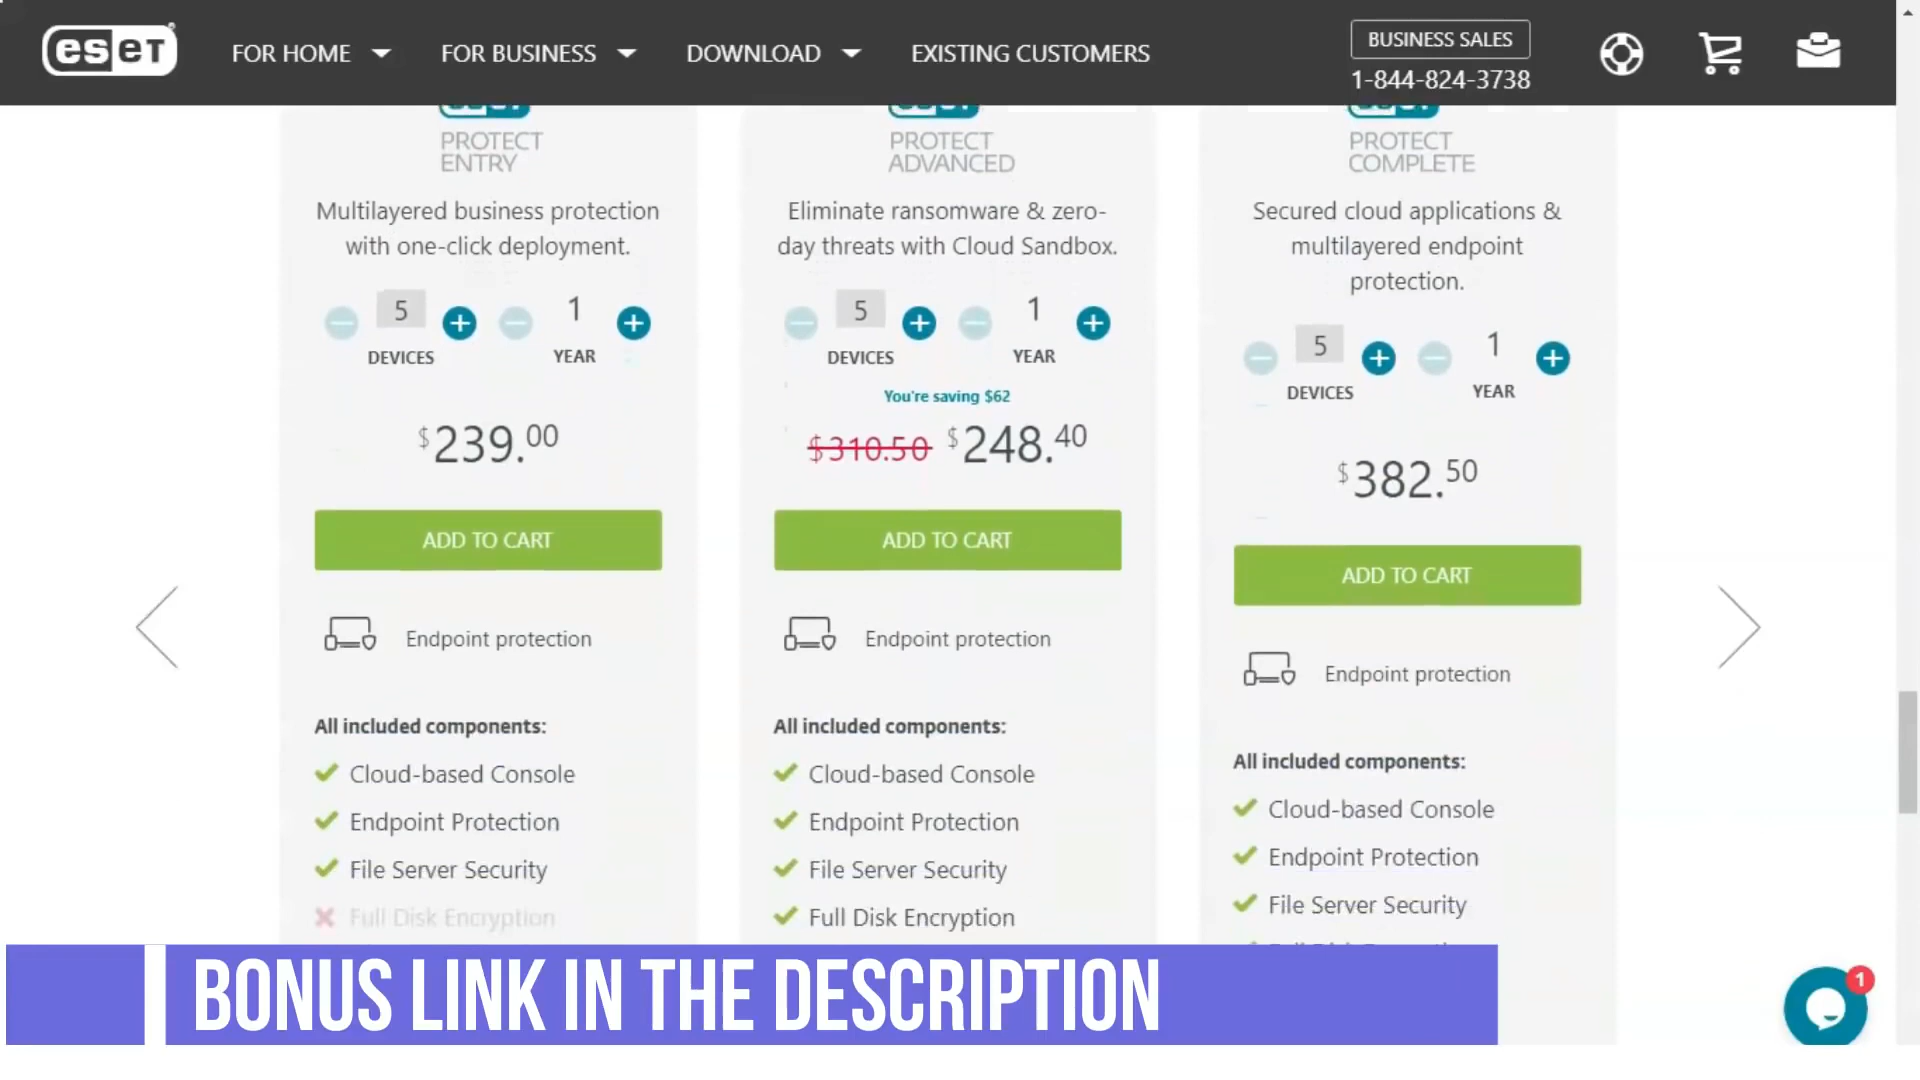 eset
FOR HOME
FOR BUSINESS
DOWNLOAD
EXISTING CUSTOMERS
BUSINESS SALES
1-844-824-3738
PROTECT
ENTRY
Multilayered business protection
with one-click deployment.
5
DEVICES
1
YEAR
$239.00
ADD TO CART
Endpoint protection
All included components:
Cloud-based Console
Endpoint Protection
File Server Security
Full Disk Encryption
PROTECT
ADVANCED
Eliminate ransomware & zero-
day threats with Cloud Sandbox.
5
DEVICES
1
YEAR
You're saving $62
$310.50 $248.40
ADD TO CART
Endpoint protection
All included components:
Cloud-based Console
Endpoint Protection
File Server Security
Full Disk Encryption
PROTECT
COMPLETE
Secured cloud applications &
multilayered endpoint
protection.
5
DEVICES
1
YEAR
$382.50
ADD TO CART
Endpoint protection
All included components:
Cloud-based Console
Endpoint Protection
File Server Security
BONUS LINK IN THE DESCRIPTION
1